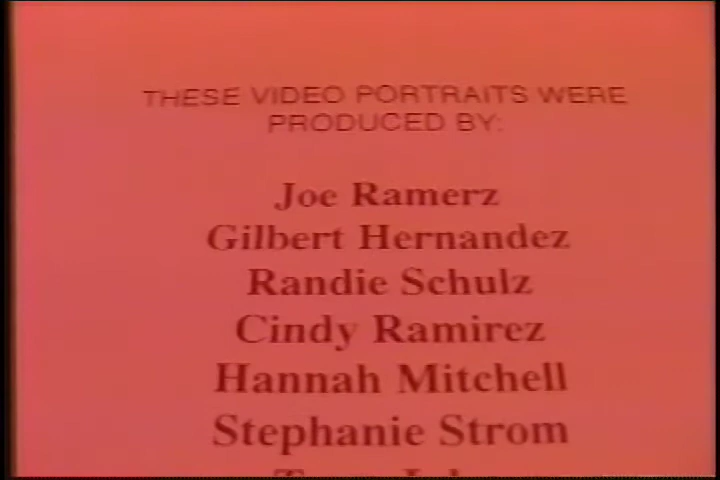 THESE VIDEO PORTRAITS WERE
PRODUCED BY:
Joe Ramerz
Gilbert Hernandez
Randie Schulz
Cindy Ramirez
Hannah Mitchell
Stephanie Strom